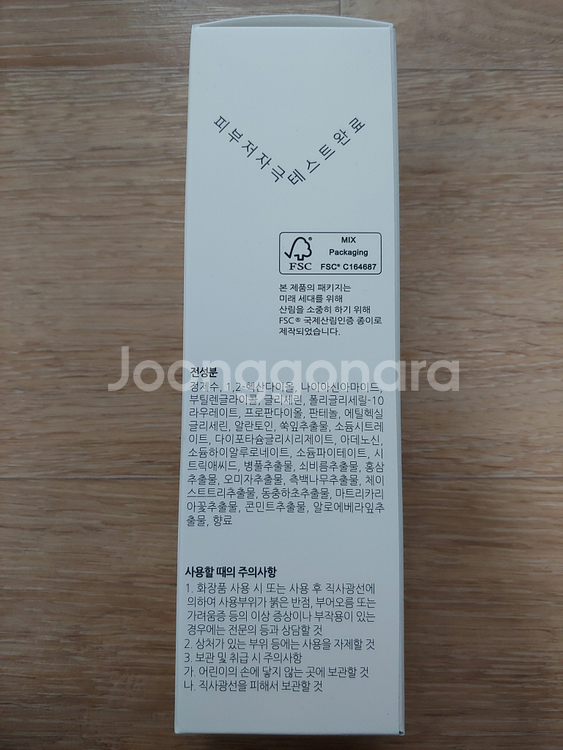 피부저자극테스트완료
MIX
Packaging
FSC
FSC® C164687
본 제품의 패키지는
미래 세대를 위해
산림을 소중히 하기 위해
FSC® 국제산림인증 종이로
제작되었습니다.
Joonggonara
전성분
정제수, 1,2-헥산다이올, 나이아신아마이드,
부틸렌글라이콜, 글리세린, 폴리글리세릴-10
라우레이트, 프로판다이올, 판테놀, 에틸헥실
글리세린, 알란토인, 쑥잎추출물, 소듐시트레
이트, 다이포타슘글리시리제이트, 아데노신,
소듐하이알루로네이트, 소듐파이테이트, 시
트릭애씨드, 병풀추출물, 쇠비름추출물, 홍삼
추출물, 오미자추출물, 측백나무추출물, 체이
스트트리추출물, 동충하초추출물, 마트리카리
아꽃추출물, 콘민트추출물, 알로에베라잎추
출물, 향료
사용할 때의 주의사항
1. 화장품 사용 시 또는 사용 후 직사광선에
의하여 사용부위가 붉은 반점, 부어오름 또는
가려움증 등의 이상 증상이나 부작용이 있는
경우에는 전문의 등과 상담할 것
2. 상처가 있는 부위 등에는 사용을 자제할 것
3. 보관 및 취급 시 주의사항
가. 어린이의 손에 닿지 않는 곳에 보관할 것
나. 직사광선을 피해서 보관할 것